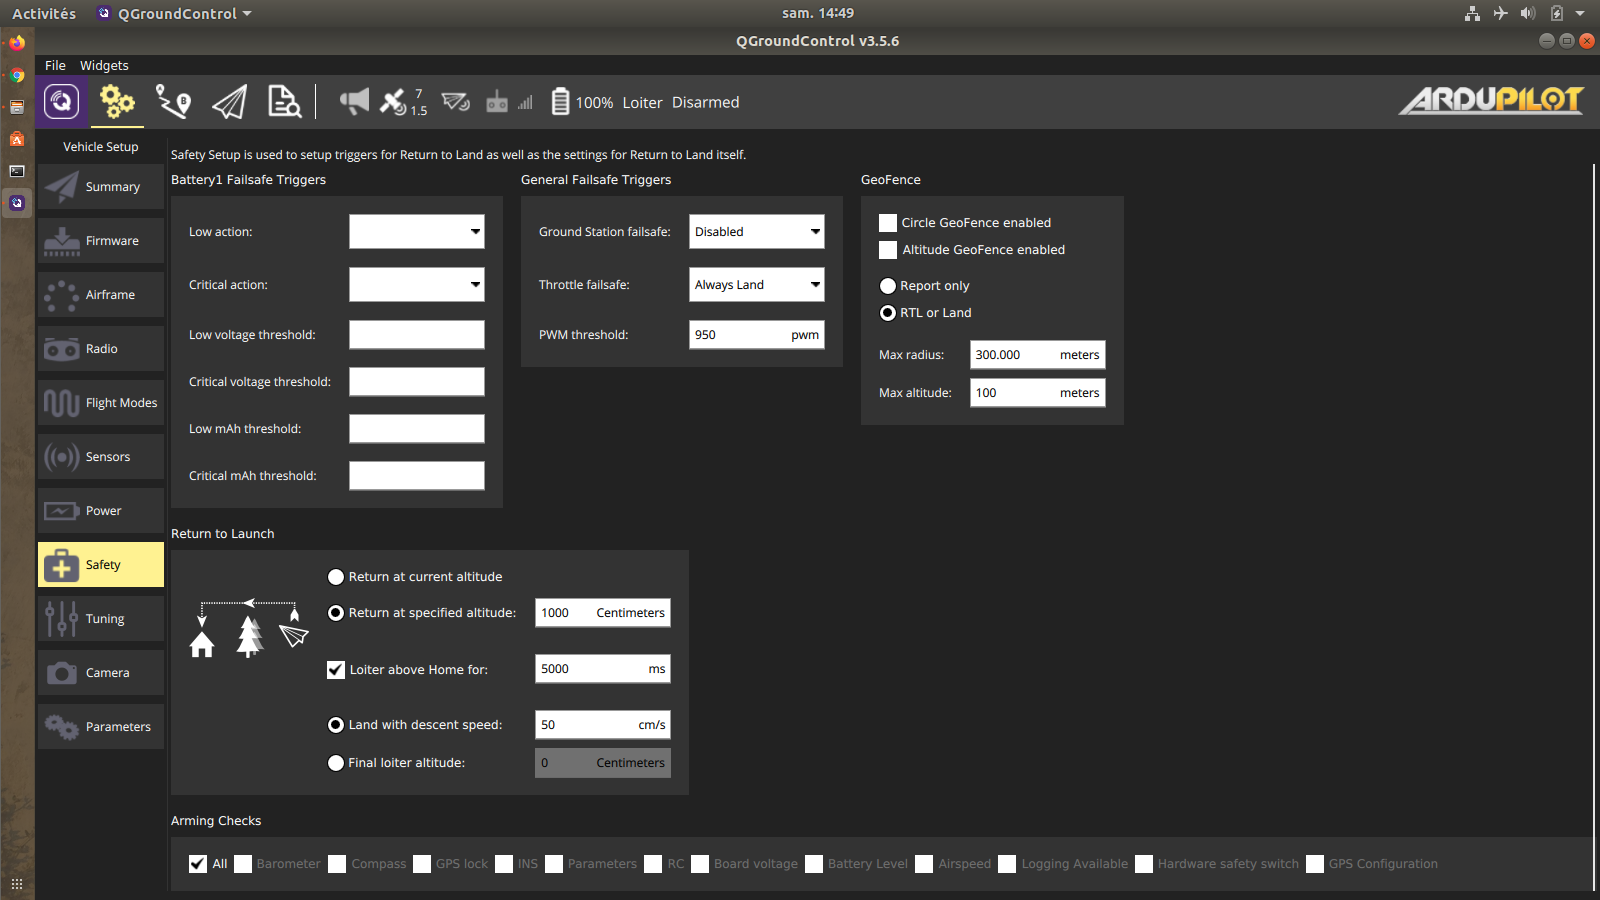 Activités QGroundControl sam. 14:49
QGroundControl v3.5.6
File Widgets
7
1.5
100% Loiter Disarmed
ARDUPILOT
Vehicle Setup
Summary
Firmware
Airframe
Radio
Flight Modes
Sensors
Power
Safety
Tuning
Camera
Parameters
Safety Setup is used to setup triggers for Return to Land as well as the settings for Return to Land itself.
Battery1 Failsafe Triggers
Low action:
Critical action:
Low voltage threshold:
Critical voltage threshold:
Low mAh threshold:
Critical mAh threshold:
General Failsafe Triggers
Ground Station failsafe: Disabled
Throttle failsafe: Always Land
PWM threshold: 950 pwm
GeoFence
Circle GeoFence enabled
Altitude GeoFence enabled
Report only
RTL or Land
Max radius: 300.000 meters
Max altitude: 100 meters
Return to Launch
Return at current altitude
Return at specified altitude: 1000 Centimeters
Loiter above Home for: 5000 ms
Land with descent speed: 50 cm/s
Final loiter altitude: 0 Centimeters
Arming Checks
All Barometer Compass GPS lock INS Parameters RC Board voltage Battery Level Airspeed Logging Available Hardware safety switch GPS Configuration